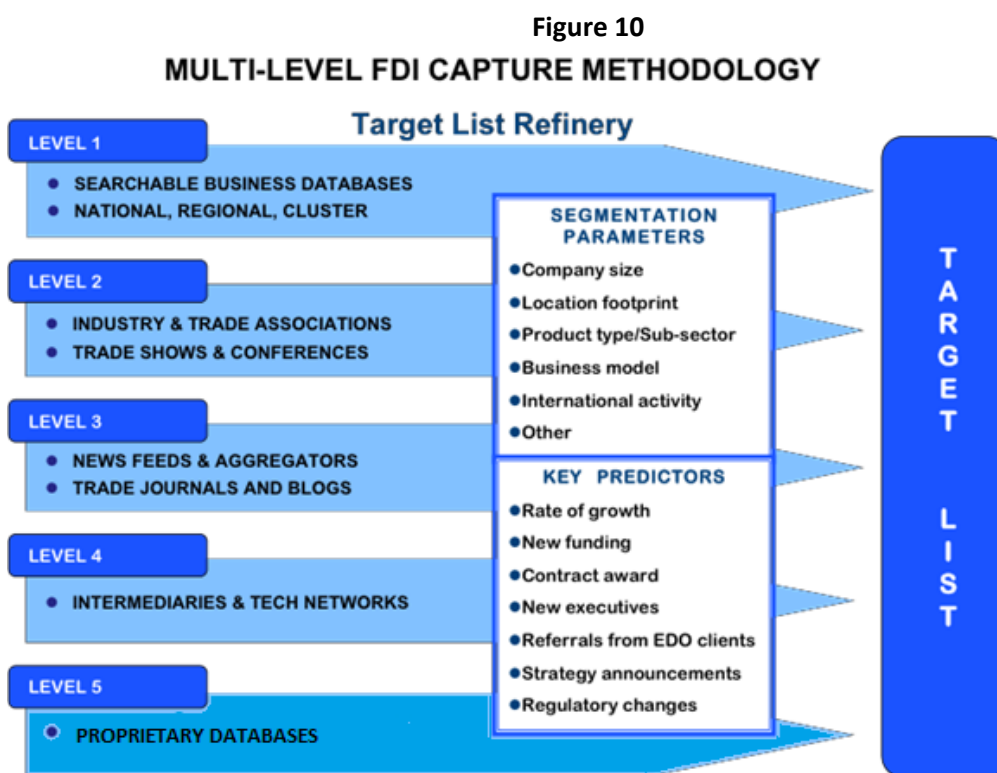 Figure 10
MULTI-LEVEL FDI CAPTURE METHODOLOGY
Target List Refinery
LEVEL 1
● SEARCHABLE BUSINESS DATABASES
● NATIONAL, REGIONAL, CLUSTER
LEVEL 2
● INDUSTRY & TRADE ASSOCIATIONS
● TRADE SHOWS & CONFERENCES
LEVEL 3
● NEWS FEEDS & AGGREGATORS
● TRADE JOURNALS AND BLOGS
LEVEL 4
● INTERMEDIARIES & TECH NETWORKS
LEVEL 5
● PROPRIETARY DATABASES
SEGMENTATION
PARAMETERS
●Company size
●Location footprint
●Product type/Sub-sector
●Business model
●International activity
●Other
KEY PREDICTORS
●Rate of growth
●New funding
●Contract award
●New executives
●Referrals from EDO clients
●Strategy announcements
●Regulatory changes
TARGET LIST